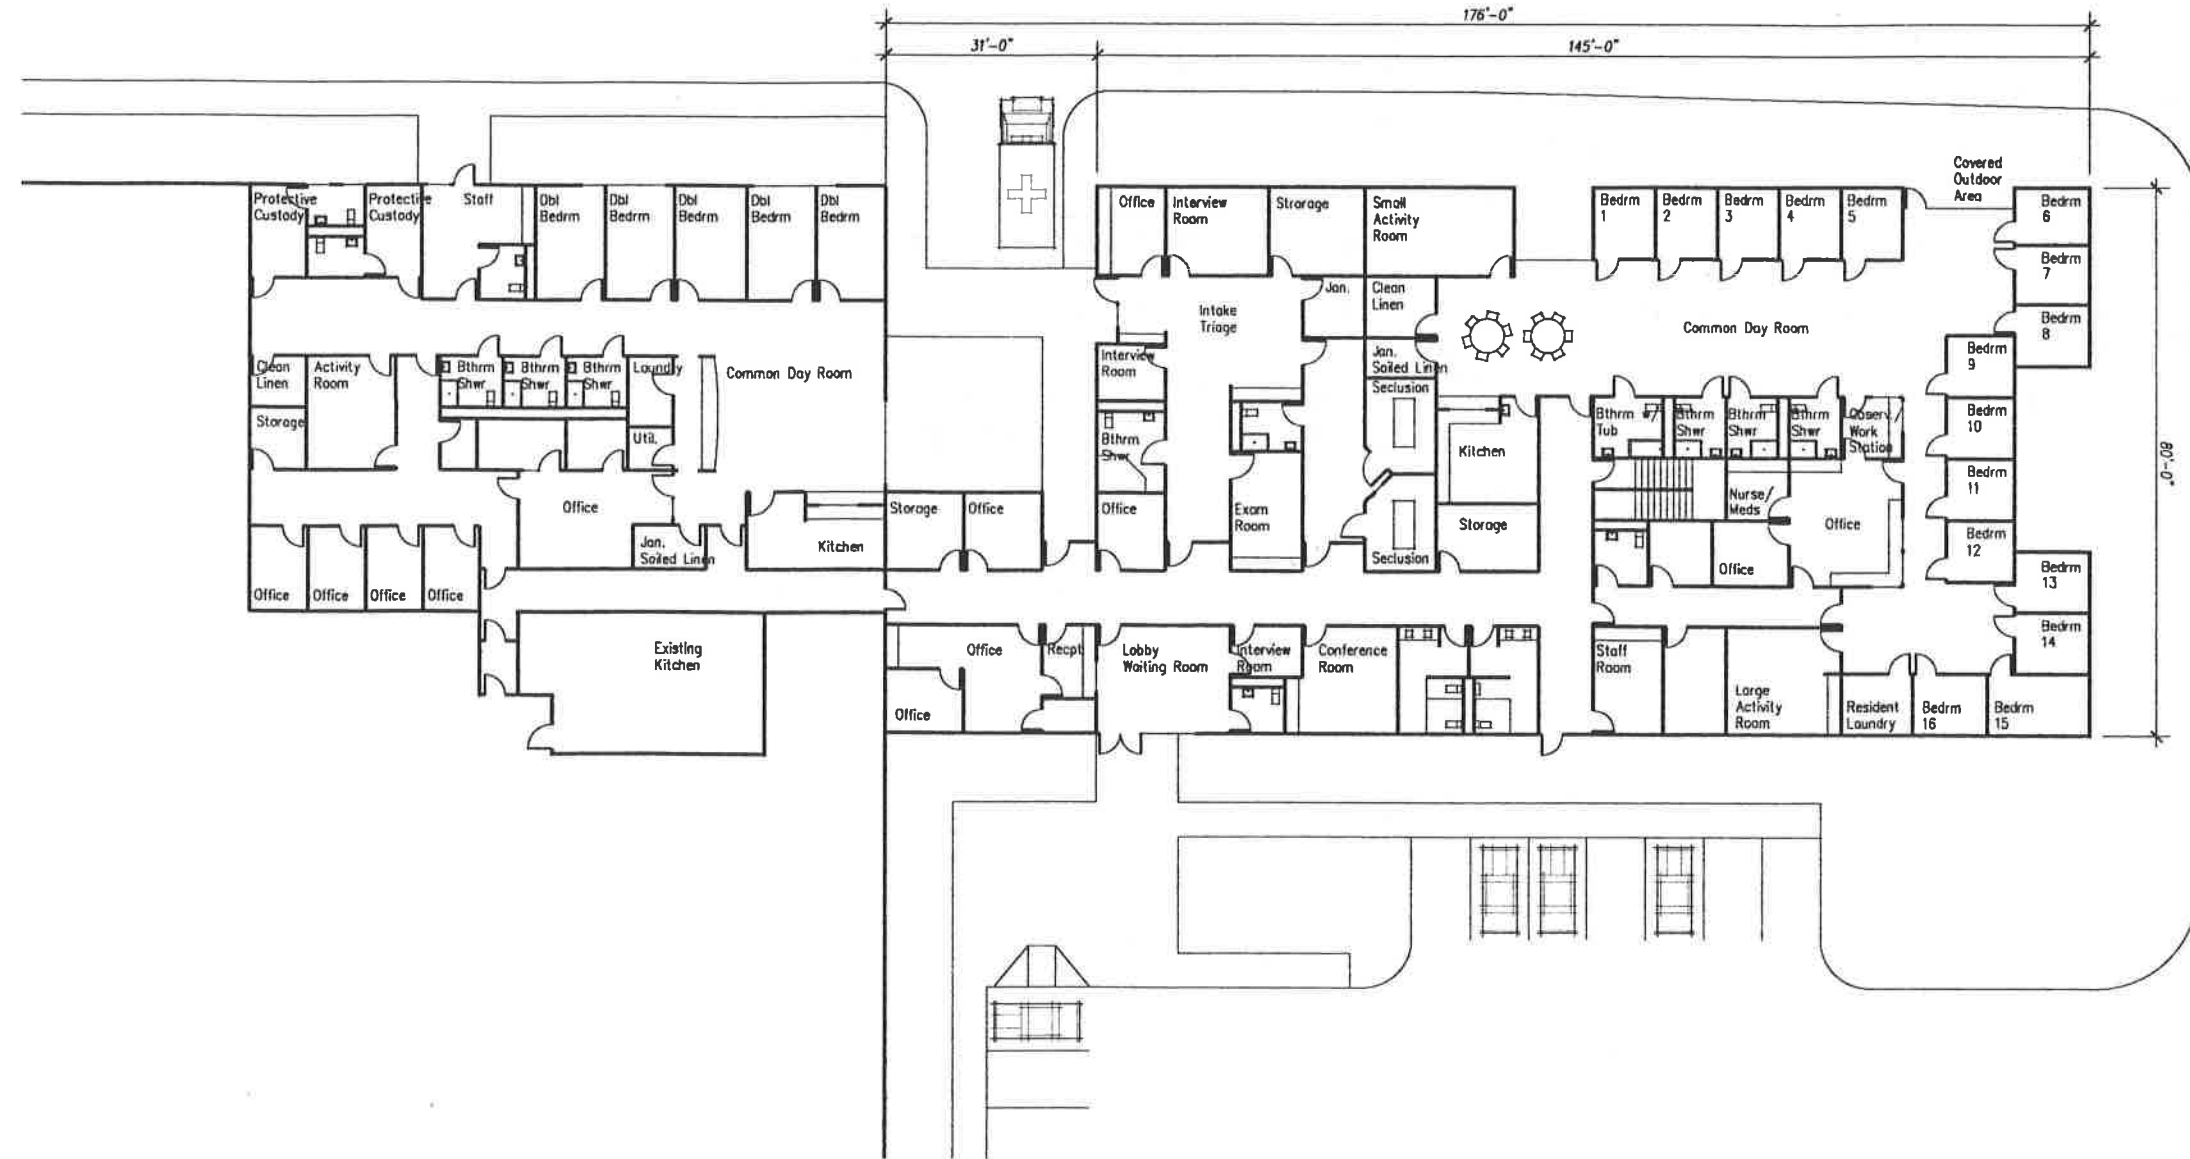 176'-0"
31'-0"
145'-0"
Covered
Outdoor
Area
Protective
Custody
Protective
Custody
Staff
Dbl
Bedrm
Dbl
Bedrm
Dbl
Bedrm
Dbl
Bedrm
Dbl
Bedrm
Office
Interview
Room
Strorage
Small
Activity
Room
Bedrm
1
Bedrm
2
Bedrm
3
Bedrm
4
Bedrm
5
Bedrm
6
Bedrm
7
Bedrm
8
Jan.
Clean
Linen
Intake
Triage
Common Day Room
Interview
Room
Jan.
Soiled Linen
Seclusion
Bedrm
9
Clean
Linen
Activity
Room
Bthrm
Shwr
Bthrm
Shwr
Bthrm
Shwr
Laundry
Common Day Room
Storage
Util.
Bthrm
Shwr
Kitchen
Bthrm w/
Tub
Bthrm
Shwr
Bthrm
Shwr
Bthrm
Shwr
Observ./
Work
Station
Bedrm
10
80'-0"
Bedrm
11
Office
Storage
Office
Office
Exam
Room
Storage
Nurse/
Meds
Office
Bedrm
12
Jan.
Soiled Linen
Kitchen
Seclusion
Office
Bedrm
13
Office
Office
Office
Office
Bedrm
14
Existing
Kitchen
Office
Recpt
Lobby
Waiting Room
Interview
Room
Conference
Room
Staff
Room
Office
Large
Activity
Room
Resident
Laundry
Bedrm
16
Bedrm
15